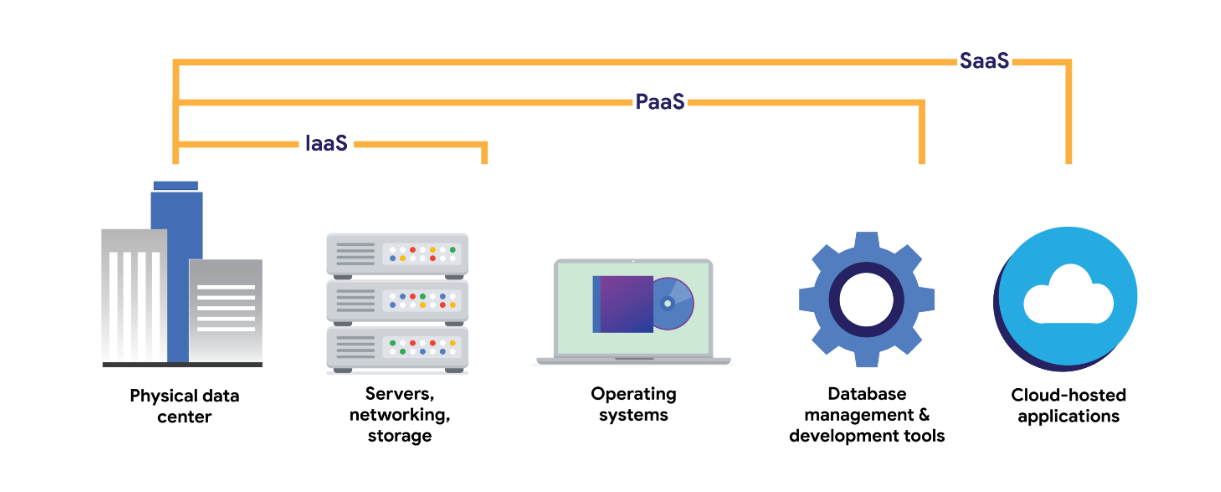 SaaS
PaaS
IaaS
Physical data
center
Servers,
networking,
storage
Operating
systems
Database
management &
development tools
Cloud-hosted
applications